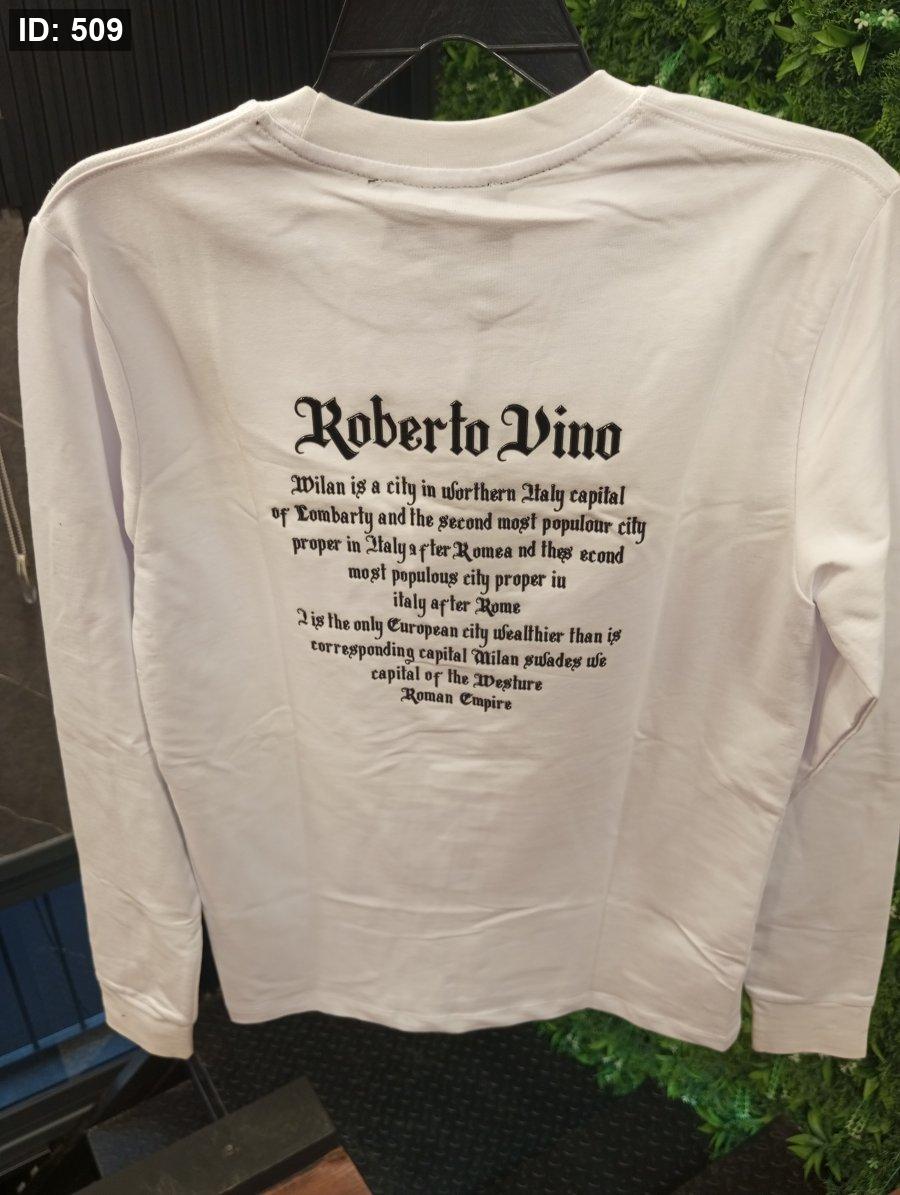 ID: 509
Roberto Vino
Milan is a city in Worthern Italy capital
of Lombarty and the second most populour city
proper in Italy after Romea nd thes econd
most populous city proper iu
italy after Rome
I is the only European city wealthier than is
corresponding capital Milan swades we
capital of the Westure
Roman Empire